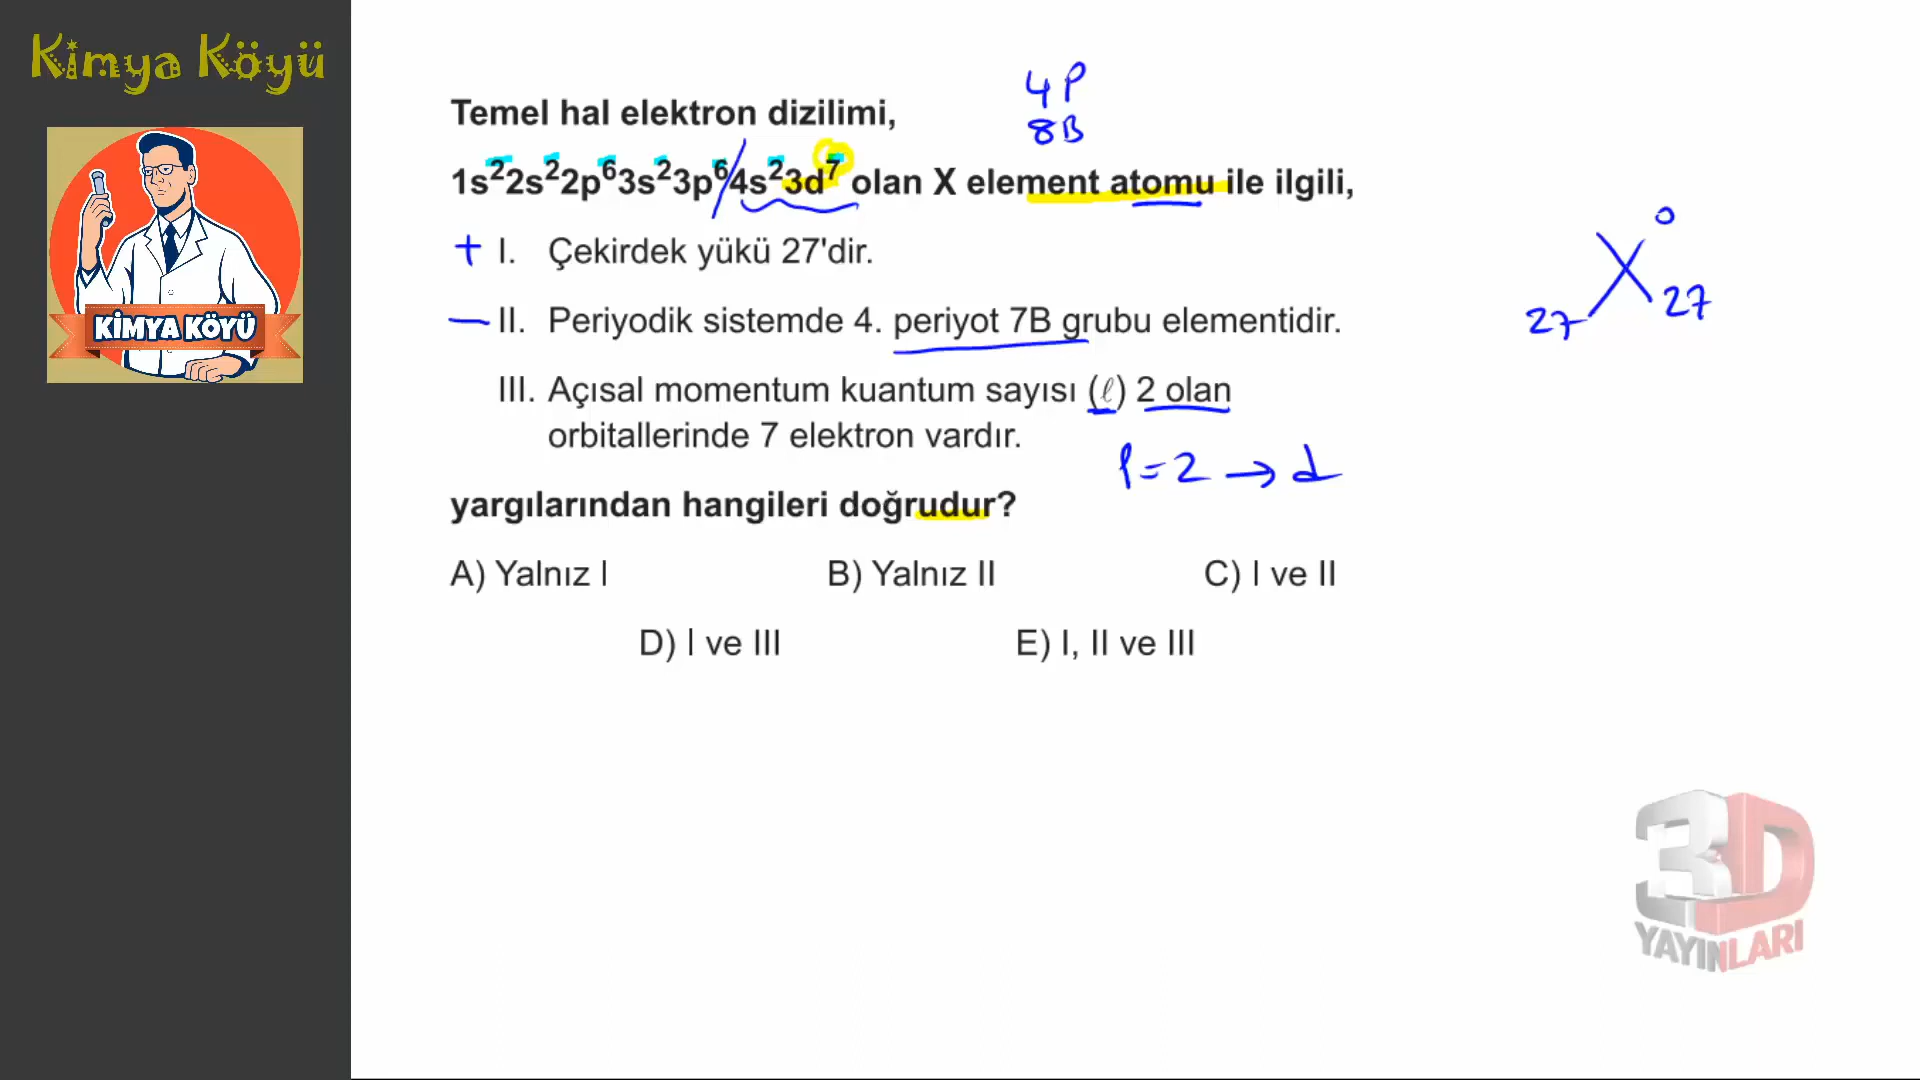 Kimya Köyü
KİMYA KÖYÜ
4P
8B
Temel hal elektron dizilimi,
1s²2s²2p⁶3s²3p⁶4s²3d⁷ olan X element atomu ile ilgili,
+ I. Çekirdek yükü 27'dir.
— II. Periyodik sistemde 4. periyot 7B grubu elementidir.
III. Açısal momentum kuantum sayısı (ℓ) 2 olan
orbitallerinde 7 elektron vardır.
l=2 → d
yargılarından hangileri doğrudur?
A) Yalnız I B) Yalnız II C) I ve II
D) I ve III E) I, II ve III
0
X
27 27
3D
YAYINLARI